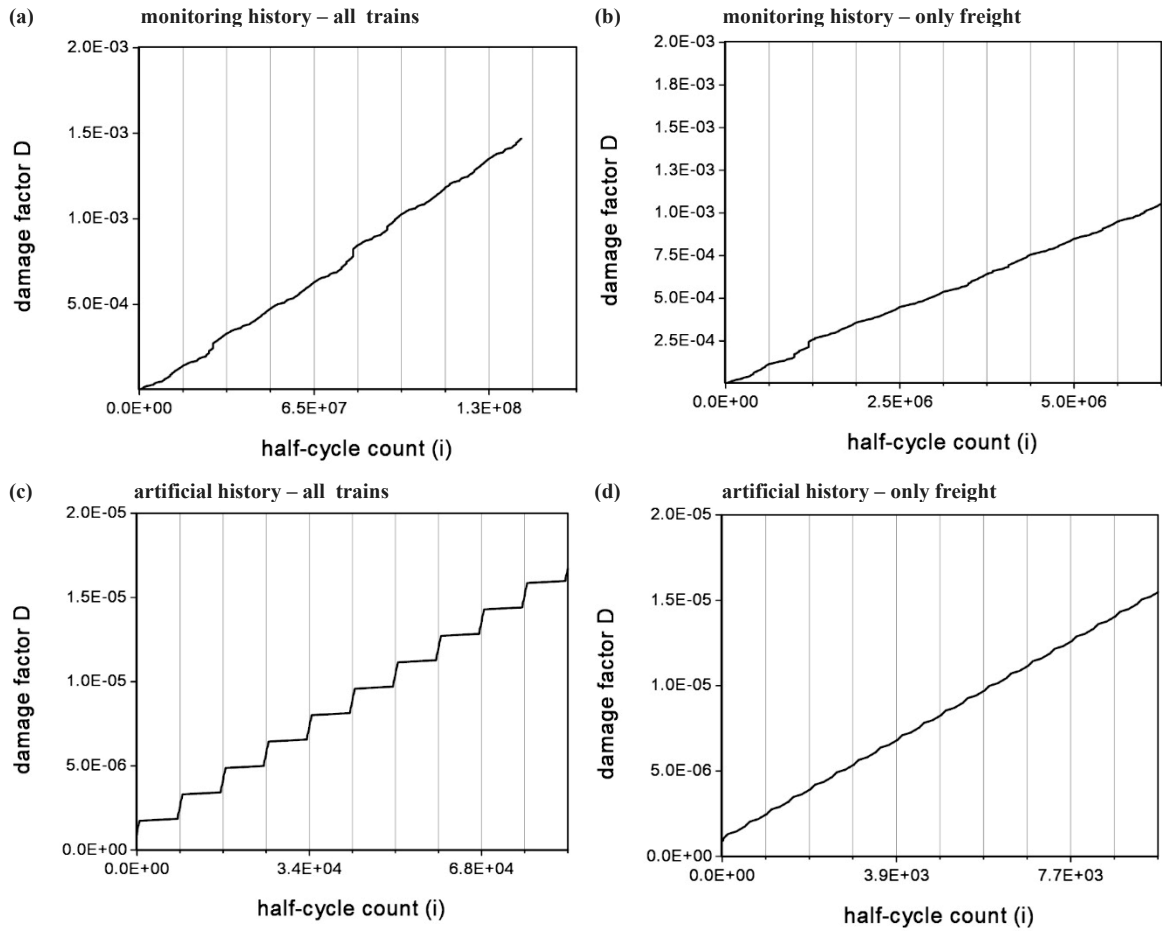 (a) monitoring history – all trains
2.0E-03
1.5E-03
1.0E-03
5.0E-04
damage factor D
0.0E+00 6.5E+07 1.3E+08
half-cycle count (i)
(b) monitoring history – only freight
2.0E-03
1.8E-03
1.5E-03
1.3E-03
1.0E-03
7.5E-04
5.0E-04
2.5E-04
damage factor D
0.0E+00 2.5E+06 5.0E+06
half-cycle count (i)
(c) artificial history – all trains
2.0E-05
1.5E-05
1.0E-05
5.0E-06
0.0E+00
damage factor D
0.0E+00 3.4E+04 6.8E+04
half-cycle count (i)
(d) artificial history – only freight
2.0E-05
1.5E-05
1.0E-05
5.0E-06
0.0E+00
damage factor D
0.0E+00 3.9E+03 7.7E+03
half-cycle count (i)